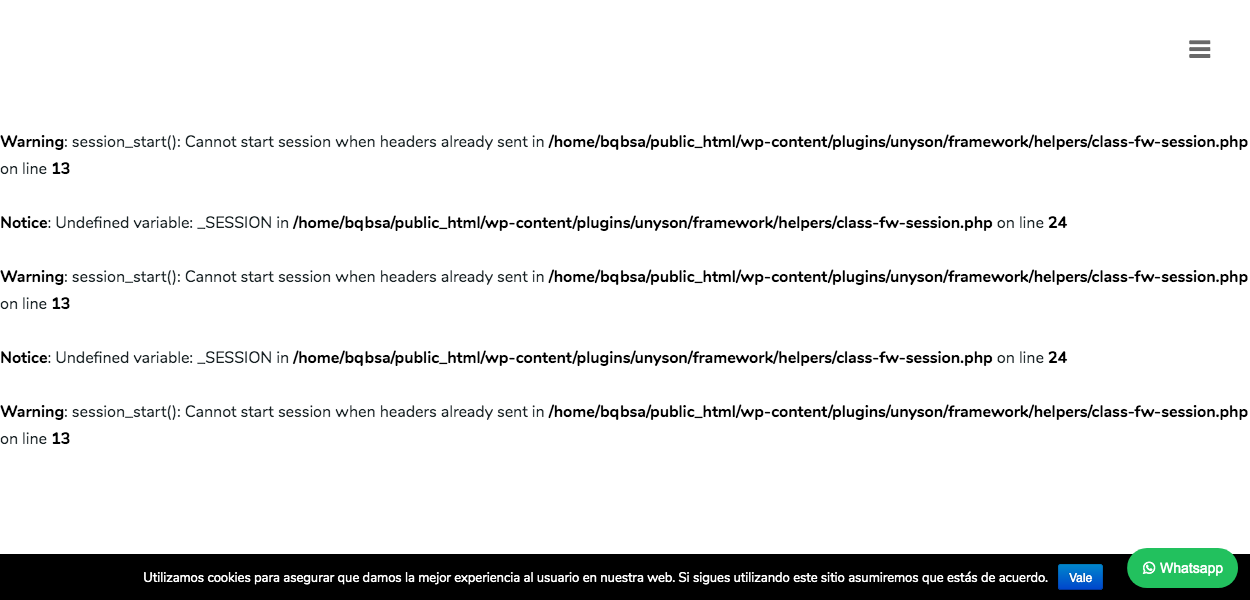 Warning: session_start(): Cannot start session when headers already sent in /home/bqbsa/public_html/wp-content/plugins/unyson/framework/helpers/class-fw-session.php
on line 13
Notice: Undefined variable: _SESSION in /home/bqbsa/public_html/wp-content/plugins/unyson/framework/helpers/class-fw-session.php on line 24
Warning: session_start(): Cannot start session when headers already sent in /home/bqbsa/public_html/wp-content/plugins/unyson/framework/helpers/class-fw-session.php
on line 13
Notice: Undefined variable: _SESSION in /home/bqbsa/public_html/wp-content/plugins/unyson/framework/helpers/class-fw-session.php on line 24
Warning: session_start(): Cannot start session when headers already sent in /home/bqbsa/public_html/wp-content/plugins/unyson/framework/helpers/class-fw-session.php
on line 13
Utilizamos cookies para asegurar que damos la mejor experiencia al usuario en nuestra web. Si sigues utilizando este sitio asumiremos que estás de acuerdo.
Vale
Whatsapp